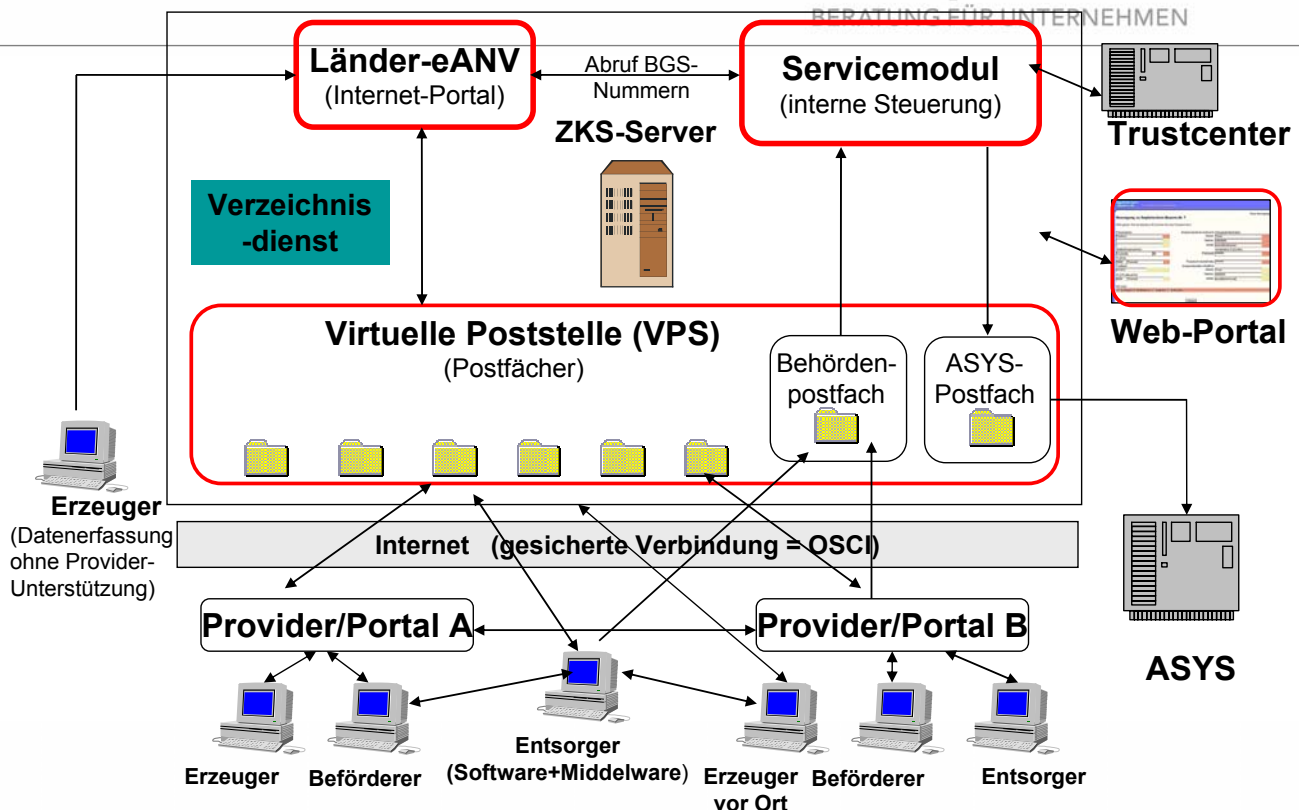 BERATUNG FÜR UNTERNEHMEN
Länder-eANV
(Internet-Portal)
Abruf BGS-
Nummern
Servicemodul
(interne Steuerung)
Trustcenter
ZKS-Server
Verzeichnis
-dienst
Web-Portal
Virtuelle Poststelle (VPS)
(Postfächer)
Behörden-
postfach
ASYS-
Postfach
Erzeuger
(Datenerfassung
ohne Provider-
Unterstützung)
Internet (gesicherte Verbindung = OSCI)
Provider/Portal A
Provider/Portal B
ASYS
Erzeuger
Beförderer
Entsorger
(Software+Middelware)
Erzeuger
vor Ort
Beförderer
Entsorger